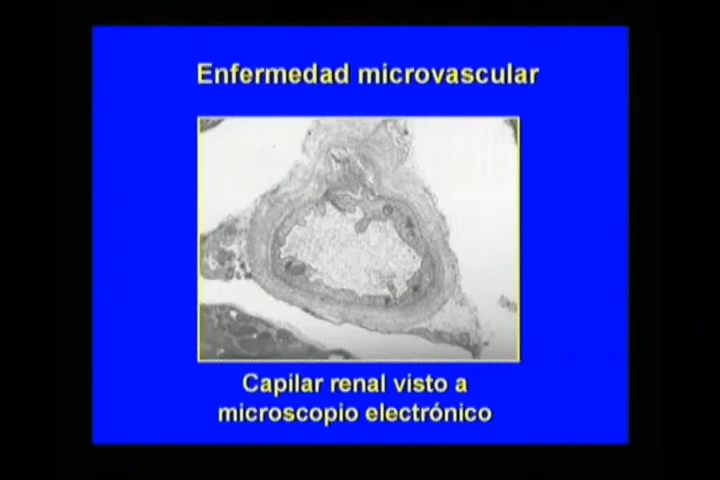 Enfermedad microvascular
Capilar renal visto a
microscopio electrónico